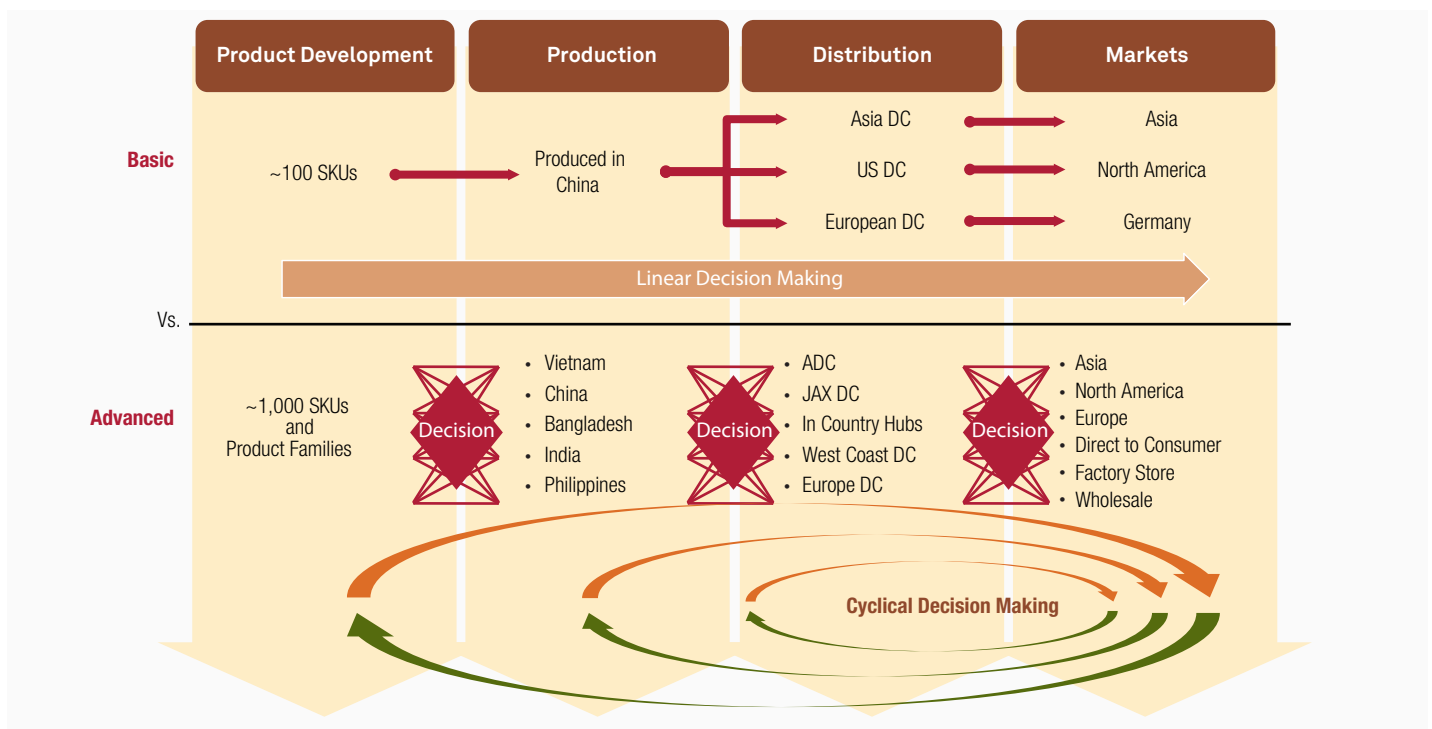 Product Development
Production
Distribution
Markets
Basic
~100 SKUs
Produced in
China
Asia DC
US DC
European DC
Asia
North America
Germany
Linear Decision Making
Vs.
Advanced
~1,000 SKUs
and
Product Families
Decision
• Vietnam
• China
• Bangladesh
• India
• Philippines
Decision
• ADC
• JAX DC
• In Country Hubs
• West Coast DC
• Europe DC
Decision
• Asia
• North America
• Europe
• Direct to Consumer
• Factory Store
• Wholesale
Cyclical Decision Making